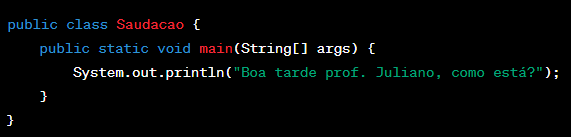 public class Saudacao {
    public static void main(String[] args) {
        System.out.println("Boa tarde prof. Juliano, como está?");
    }
}